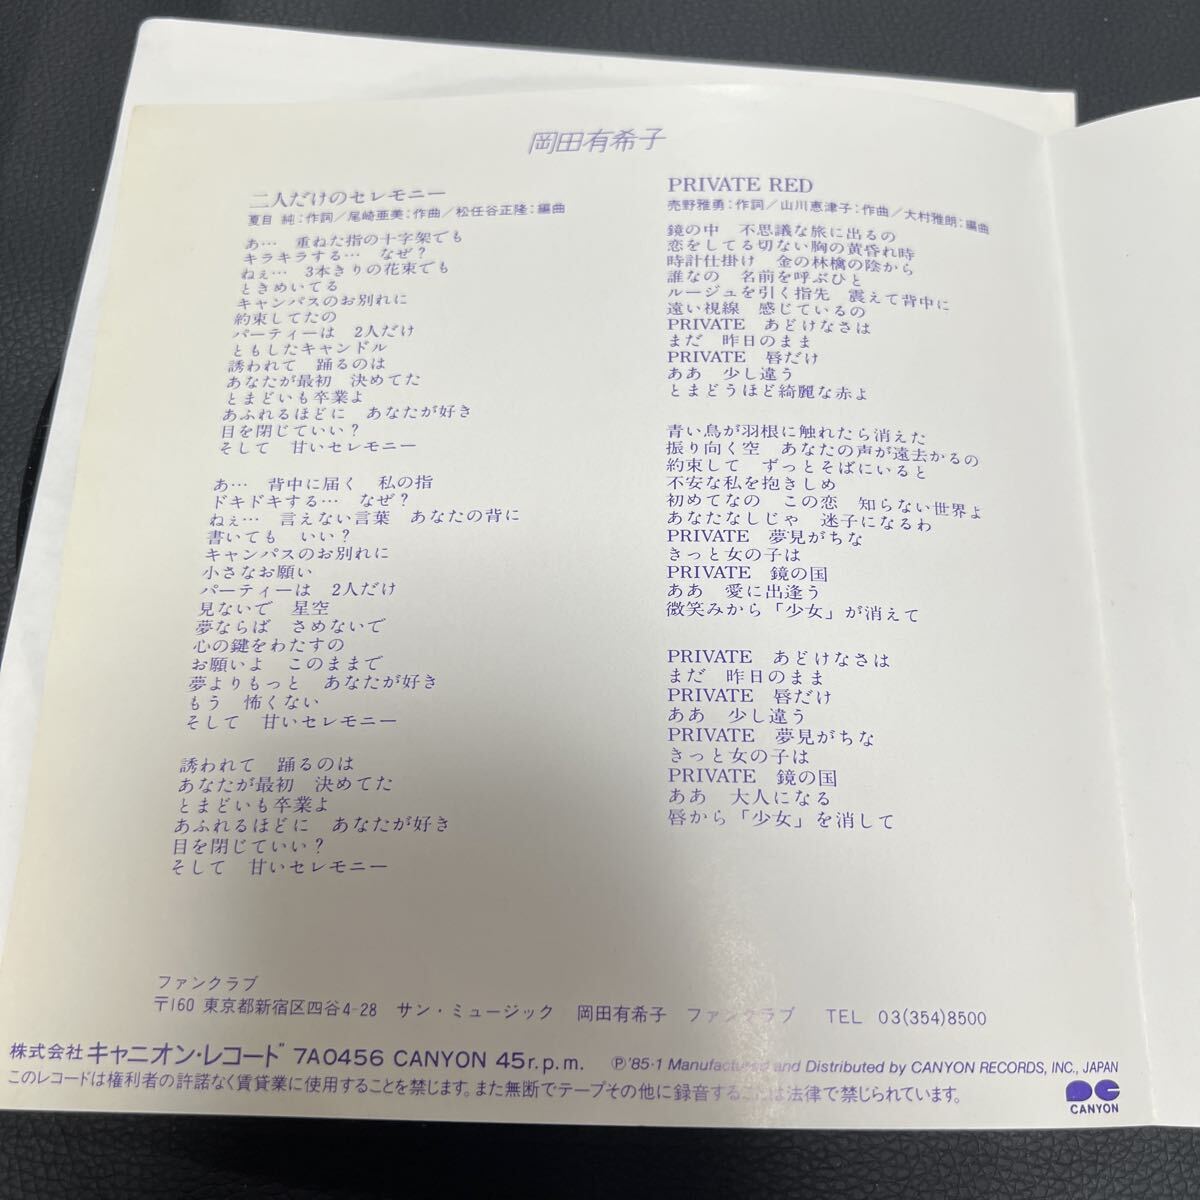 岡田有希子
二人だけのセレモニー
夏目 純：作詞／尾崎亜美：作曲／松任谷正隆：編曲
あ… 重ねた指の十字架でも
キラキラする… なぜ？
ねぇ… 3本きりの花束でも
ときめいてる
キャンパスのお別れに
約束してたの
パーティーは 2人だけ
ともしたキャンドル
誘われて 踊るのは
あなたが最初 決めてた
とまどいも卒業よ
あふれるほどに あなたが好き
目を閉じていい？
そして 甘いセレモニー
あ… 背中に届く 私の指
ドキドキする… なぜ？
ねぇ… 言えない言葉 あなたの背に
書いても いい？
キャンパスのお別れに
小さなお願い
パーティーは 2人だけ
見ないで 星空
夢ならば さめないで
心の鍵をわたすの
お願いよ このままで
夢よりもっと あなたが好き
もう 怖くない
そして 甘いセレモニー
誘われて 踊るのは
あなたが最初 決めてた
とまどいも卒業よ
あふれるほどに あなたが好き
目を閉じていい？
そして 甘いセレモニー
PRIVATE RED
売野雅勇：作詞／山川恵津子：作曲／大村雅朗：編曲
鏡の中 不思議な旅に出るの
恋をしてる切ない胸の黄昏れ時
時計仕掛け 金の林檎の陰から
誰なの 名前を呼ぶひと
ルージュを引く指先 震えて背中に
遠い視線 感じているの
PRIVATE あどけなさは
まだ 昨日のまま
PRIVATE 唇だけ
ああ 少し違う
とまどうほど綺麗な赤よ
青い鳥が羽根に触れたら消えた
振り向く空 あなたの声が遠去かるの
約束して ずっとそばにいると
不安な私を抱きしめ
初めてなの この恋 知らない世界よ
あなたなしじゃ 迷子になるわ
PRIVATE 夢見がちな
きっと女の子は
PRIVATE 鏡の国
ああ 愛に出逢う
微笑みから「少女」が消えて
PRIVATE あどけなさは
まだ 昨日のまま
PRIVATE 唇だけ
ああ 少し違う
PRIVATE 夢見がちな
きっと女の子は
PRIVATE 鏡の国
ああ 大人になる
唇から「少女」を消して
ファンクラブ
〒160 東京都新宿区四谷4-28 サン・ミュージック 岡田有希子 ファンクラブ TEL 03(354)8500
株式会社キャニオン・レコード 7A0456 CANYON 45r.p.m. Ⓟ'85・1 Manufactured and Distributed by CANYON RECORDS, INC., JAPAN
このレコードは権利者の許諾なく賃貸業に使用することを禁じます。また無断でテープその他に録音することは法律で禁じられています。
CANYON